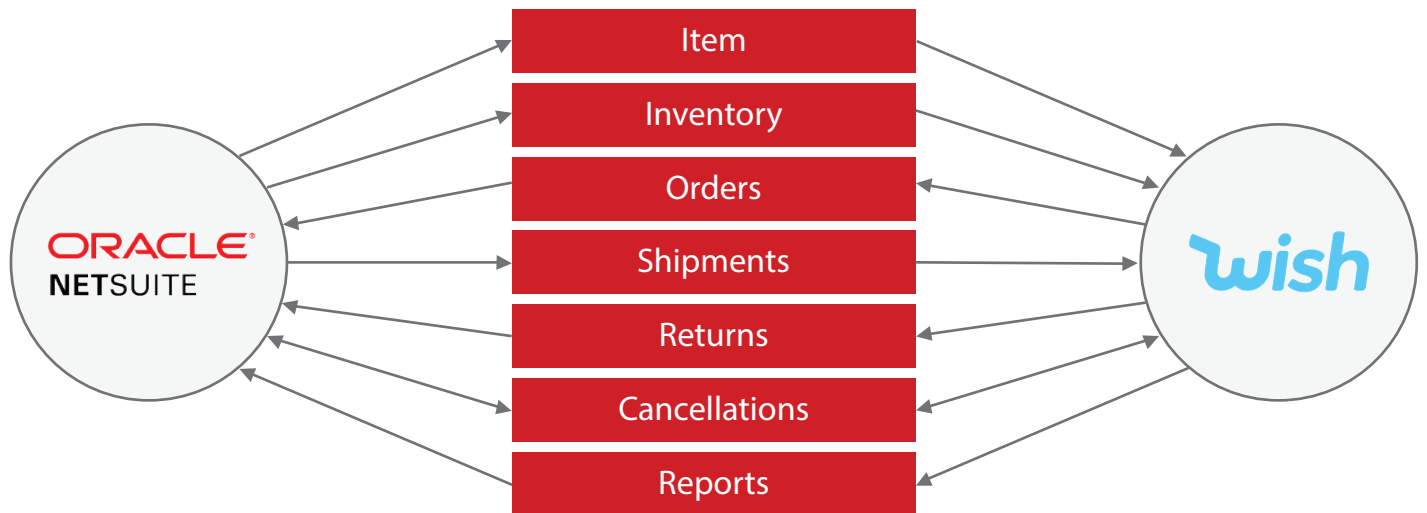 Item
Inventory
Orders
ORACLE®
NETSUITE
Shipments
wish
Returns
Cancellations
Reports